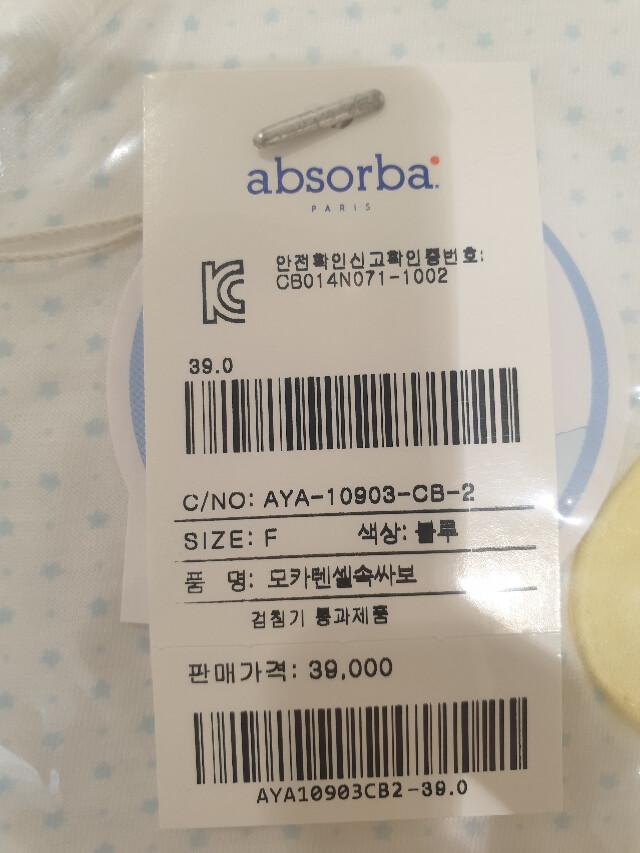 absorba.
PARIS
안전확인신고확인증번호:
CB014N071-1002
39.0
C/NO: AYA-10903-CB-2
SIZE: F 색상: 블루
품 명: 모카렌셀속싸보
검침기 통과제품
판매가격: 39,000
AYA10903CB2-39.0